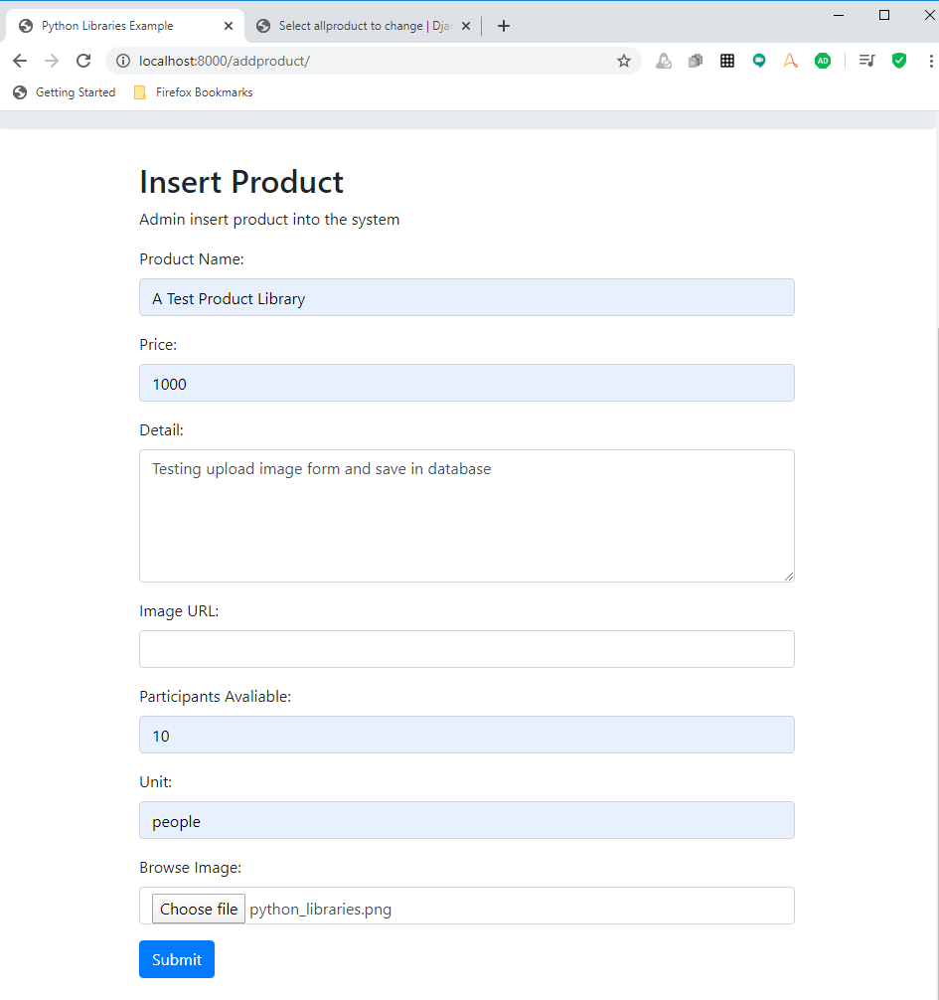 Python Libraries Example
Select allproduct to change | Djan
localhost:8000/addproduct/
AD
Getting Started
Firefox Bookmarks
Insert Product
Admin insert product into the system
Product Name:
A Test Product Library
Price:
1000
Detail:
Testing upload image form and save in database
Image URL:
Participants Avaliable:
10
Unit:
people
Browse Image:
Choose file python_libraries.png
Submit